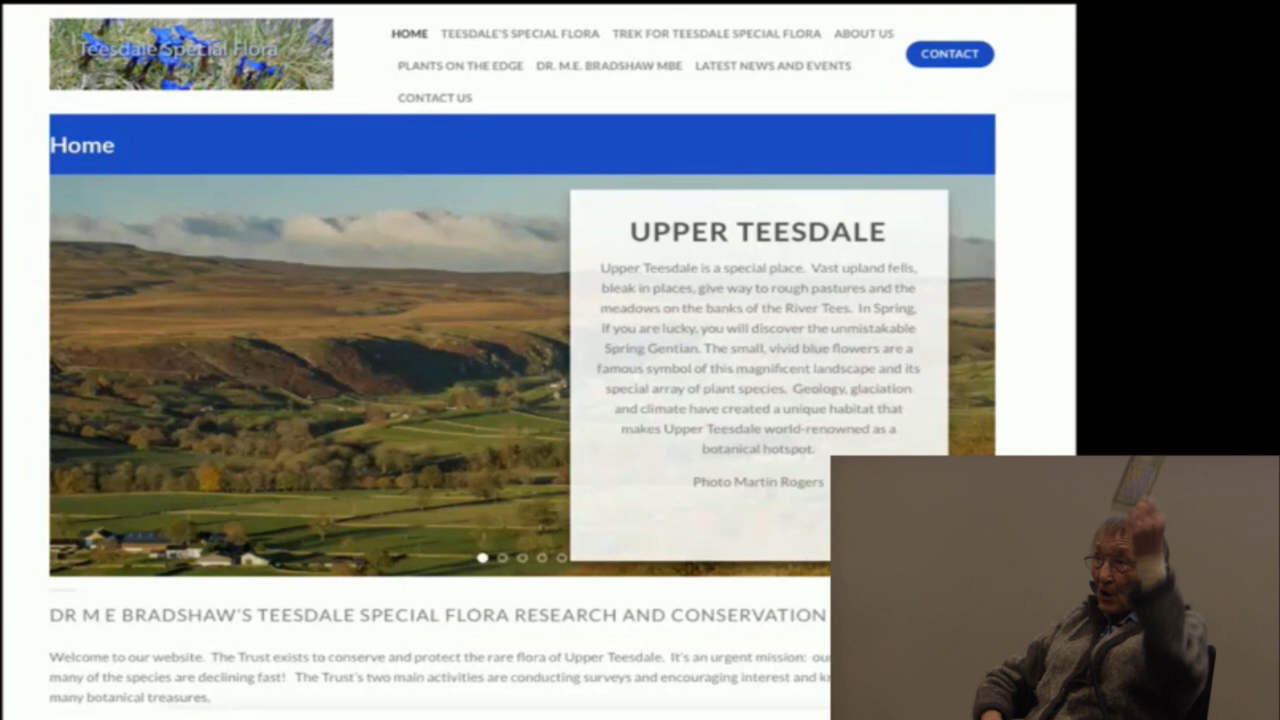 Teesdale Special Flora
HOME TEESDALE'S SPECIAL FLORA TREK FOR TEESDALE SPECIAL FLORA ABOUT US
CONTACT
PLANTS ON THE EDGE DR. M.E. BRADSHAW MBE LATEST NEWS AND EVENTS
CONTACT US
Home
UPPER TEESDALE
Upper Teesdale is a special place. Vast upland fells,
bleak in places, give way to rough pastures and the
meadows on the banks of the River Tees. In Spring,
if you are lucky, you will discover the unmistakable
Spring Gentian. The small, vivid blue flowers are a
famous symbol of this magnificent landscape and its
special array of plant species. Geology, glaciation
and climate have created a unique habitat that
makes Upper Teesdale world-renowned as a
botanical hotspot.
Photo Martin Rogers
DR M E BRADSHAW'S TEESDALE SPECIAL FLORA RESEARCH AND CONSERVATION
Welcome to our website. The Trust exists to conserve and protect the rare flora of Upper Teesdale. It's an urgent mission:
many of the species are declining fast! The Trust's two main activities are conducting surveys and encouraging interest and
many botanical treasures.